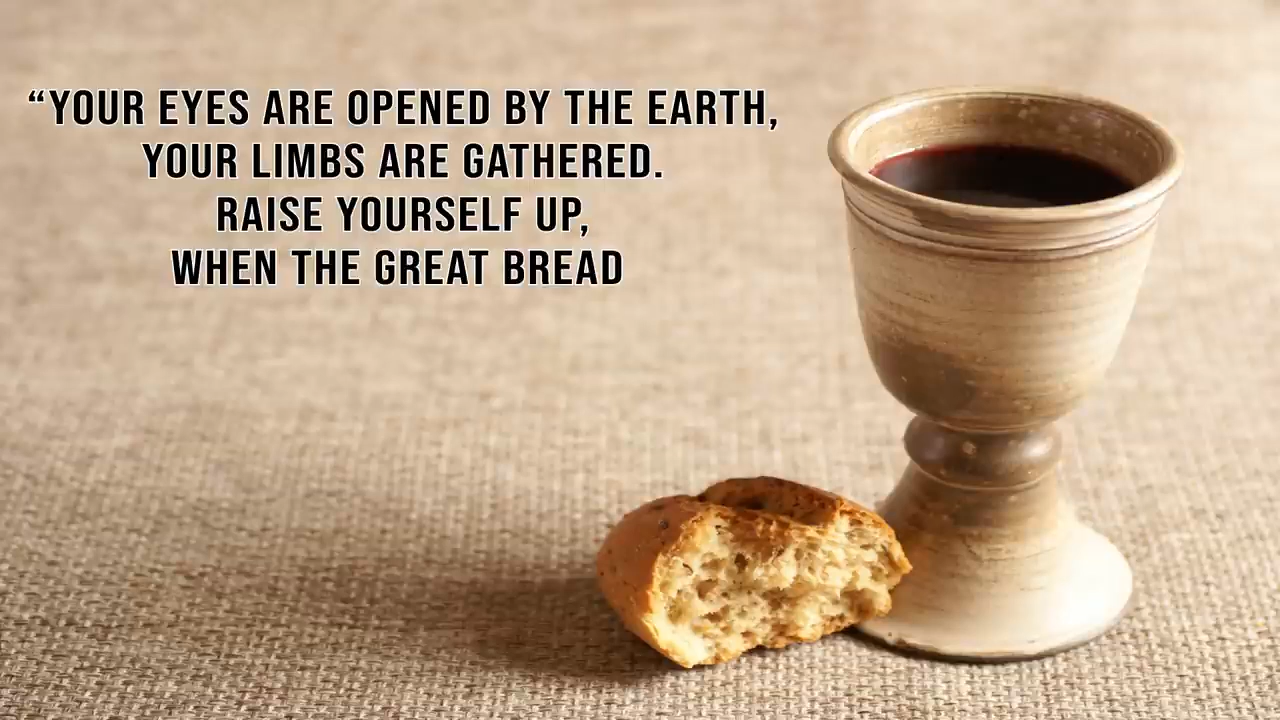 “YOUR EYES ARE OPENED BY THE EARTH,
YOUR LIMBS ARE GATHERED.
RAISE YOURSELF UP,
WHEN THE GREAT BREAD